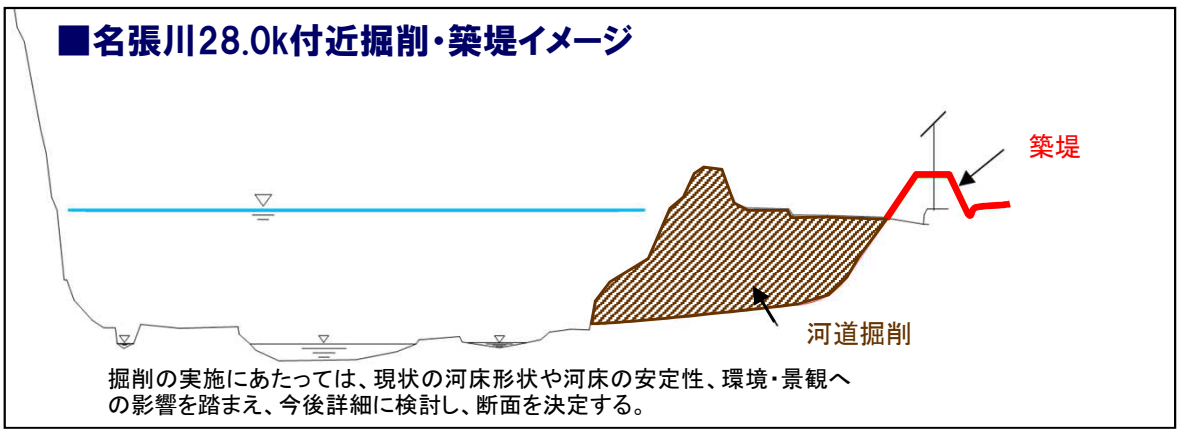 ■名張川28.0k付近掘削・築堤イメージ
築堤
河道掘削
掘削の実施にあたっては、現状の河床形状や河床の安定性、環境・景観へ
の影響を踏まえ、今後詳細に検討し、断面を決定する。